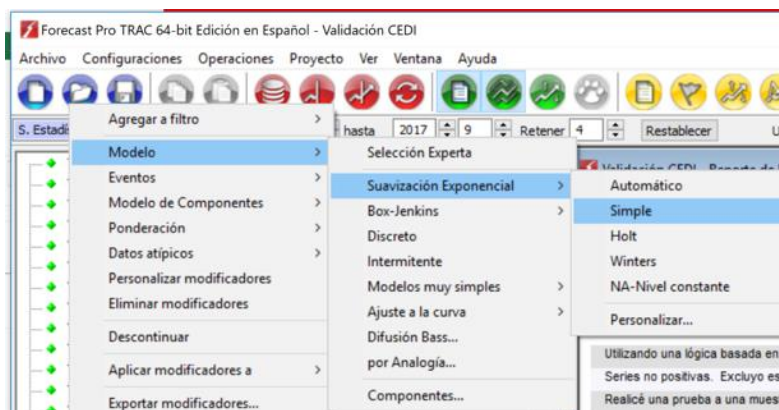 Forecast Pro TRAC 64-bit Edición en Español - Validación CEDI
Archivo Configuraciones Operaciones Proyecto Ver Ventana Ayuda
S. Estadí hasta 2017 9 Retener 4 Restablecer U
Agregar a filtro
Modelo
Eventos
Modelo de Componentes
Ponderación
Datos atípicos
Personalizar modificadores
Eliminar modificadores
Descontinuar
Aplicar modificadores a
Exportar modificadores...
Selección Experta
Suavización Exponencial
Box-Jenkins
Discreto
Intermitente
Modelos muy simples
Ajuste a la curva
Difusión Bass...
por Analogía...
Componentes...
Validación CEDI - Reporte de
Automático
Simple
Holt
Winters
NA-Nivel constante
Personalizar...
Utilizando una lógica basada en
Series no positivas. Excluyo es
Realicé una prueba a una mues